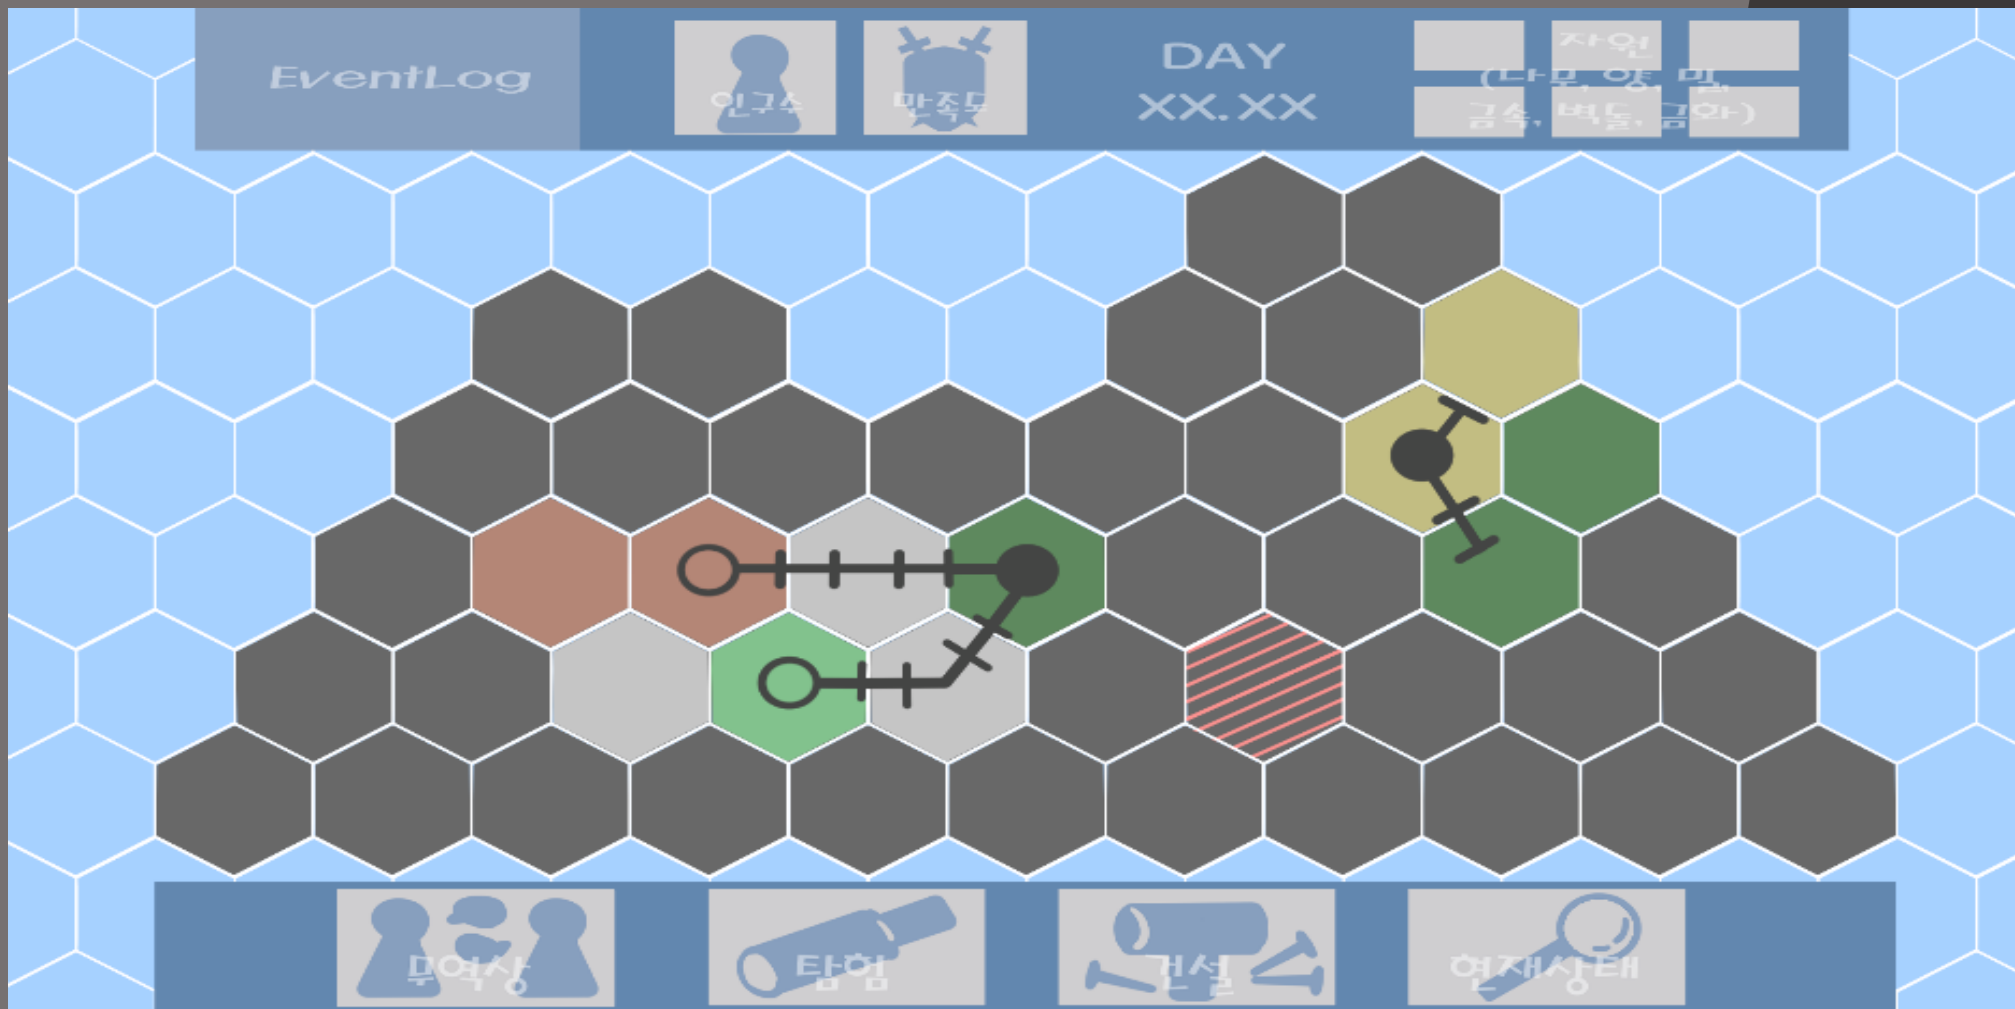 EventLog
인구수
만족도
DAY
XX.XX
자원
(나무, 양, 밀,
금속, 벽돌, 금화)
무역상
탐험
건설
현재상태